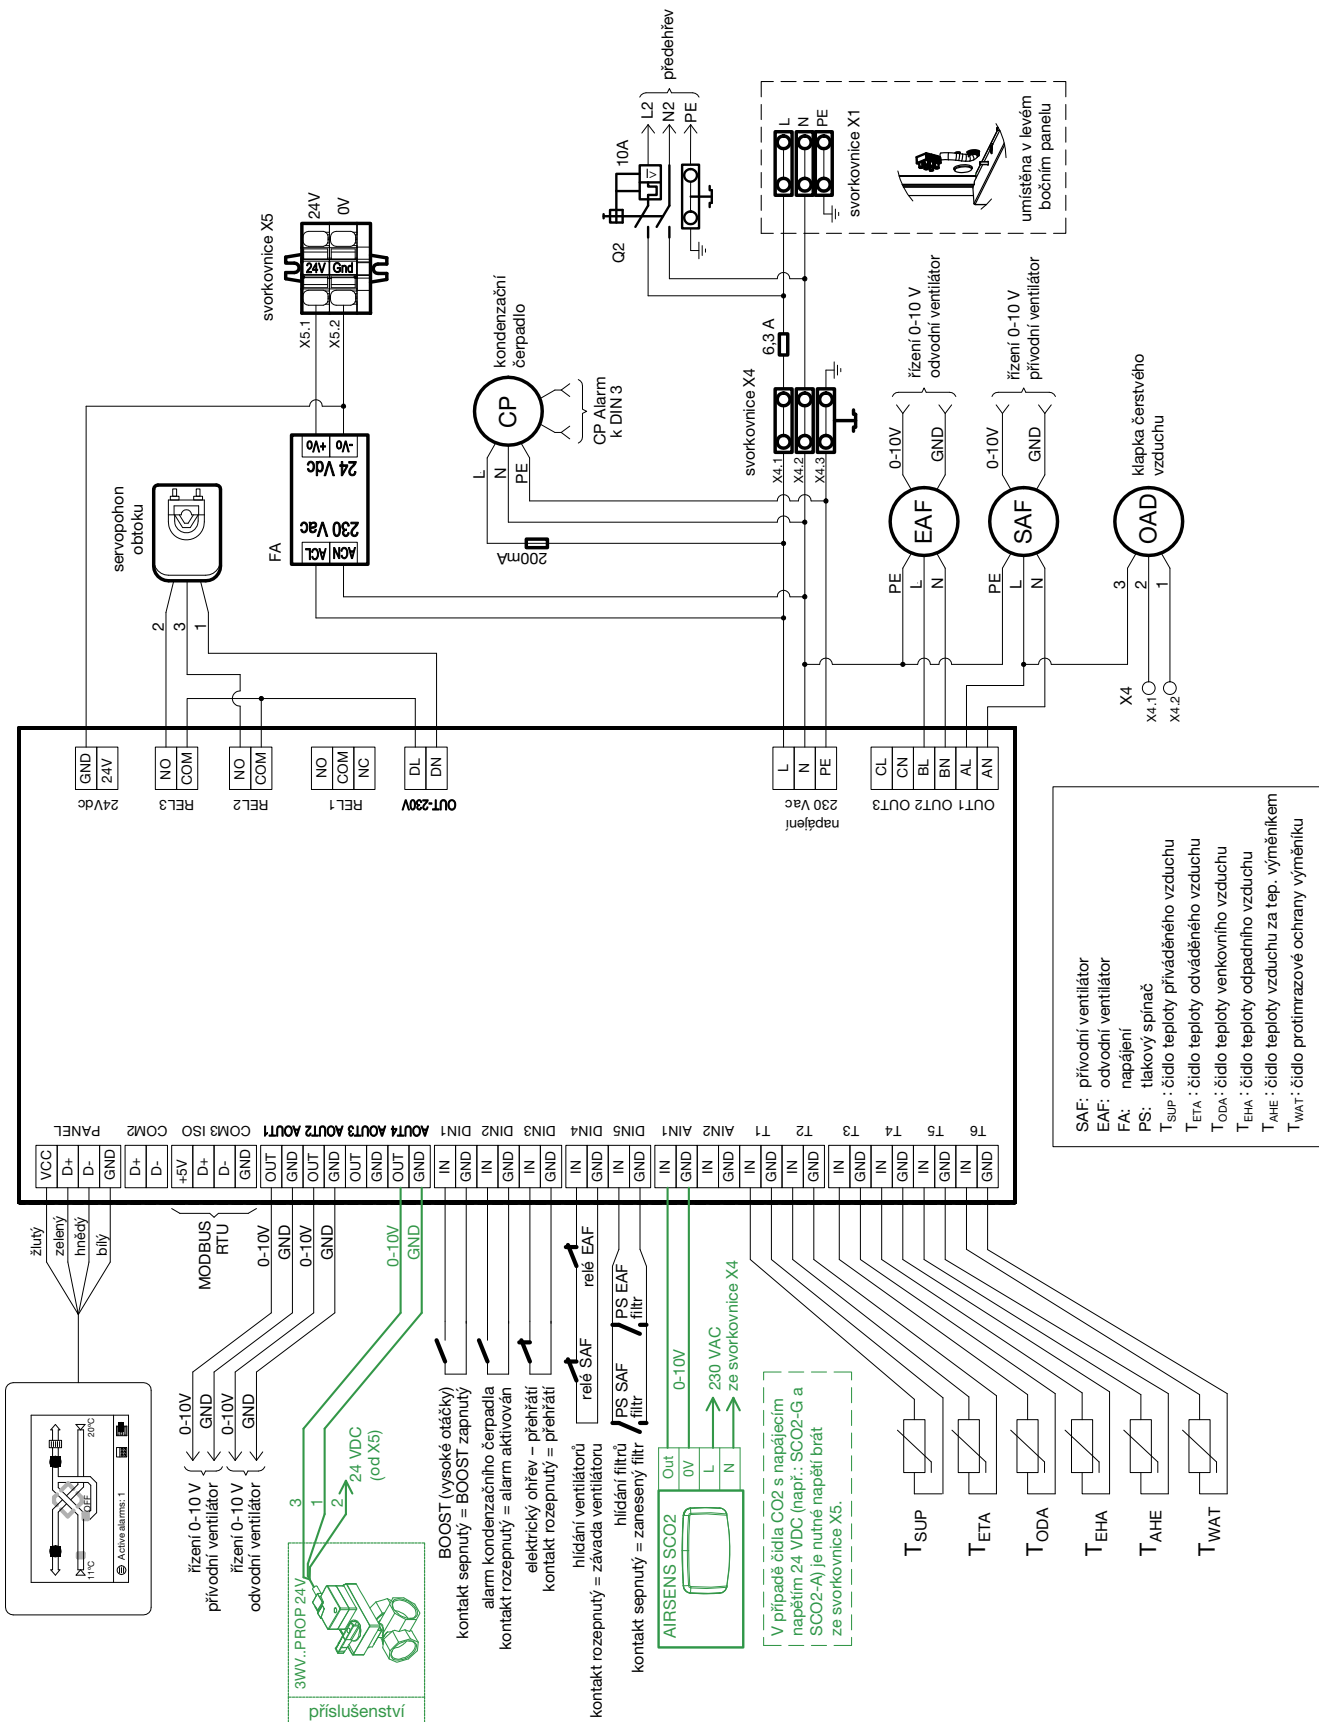 předehřev
L2
N2
PE
10A
Q2
L
N
PE
svorkovnice X1
umístěna v levém
bočním panelu
svorkovnice X5
24V
0V
24V
Gnd
X5.1
X5.2
kondenzační
čerpadlo
CP
CP Alarm
k DIN 3
L
N
PE
200mA
6,3 A
svorkovnice X4
X4.1
X4.2
X4.3
řízení 0-10 V
odvodní ventilátor
0-10V
GND
EAF
PE
L
N
řízení 0-10 V
přívodní ventilátor
0-10V
GND
SAF
PE
L
N
klapka čerstvého
vzduchu
OAD
3
2
1
X4
X4.1
X4.2
servopohon
obtoku
2
3
1
FA
+Vo
-Vo
24 Vdc
230 Vac
ACL
ACN
GND
24V
24Vdc
NO
COM
REL3
NO
COM
REL2
NO
COM
NC
REL1
DL
DN
OUT-230V
L
N
PE
230 Vac
napájení
CL
CN
BL
BN
AL
AN
OUT3
OUT2
OUT1
SAF: přívodní ventilátor
EAF: odvodní ventilátor
FA: napájení
PS: tlakový spínač
TSUP: čidlo teploty přiváděného vzduchu
TETA: čidlo teploty odváděného vzduchu
TODA: čidlo teploty venkovního vzduchu
TEHA: čidlo teploty odpadního vzduchu
TAHE: čidlo teploty vzduchu za tep. výměníkem
TWAT: čidlo protimrazové ochrany výměníku
PANEL
COM2
COM3 ISO
AOUT1
AOUT2
AOUT3
AOUT4
DIN1
DIN2
DIN3
DIN4
DIN5
AIN1
AIN2
T1
T2
T3
T4
T5
T6
VCC
D+
D-
GND
D+
D-
+5V
D+
D-
GND
OUT
GND
OUT
GND
OUT
GND
OUT
GND
IN
GND
IN
GND
IN
GND
IN
GND
IN
GND
IN
GND
IN
GND
IN
GND
IN
GND
IN
GND
IN
GND
IN
GND
IN
GND
žlutý
zelený
hnědý
bílý
MODBUS
RTU
0-10V
GND
0-10V
GND
0-10V
GND
0-10V
GND
0-10V
GND
řízení 0-10 V
přívodní ventilátor
řízení 0-10 V
odvodní ventilátor
11°C
OFF
20°C
Active alarms: 1
3
1
2
24 VDC
(od X5)
3WV..PROP 24V
příslušenství
BOOST (vysoké otáčky)
kontakt sepnutý = BOOST zapnutý
alarm kondenzačního čerpadla
kontakt rozepnutý = alarm aktivován
elektrický ohřev – přehřátí
kontakt rozepnutý = přehřátí
relé EAF
relé SAF
hlídání ventilátorů
kontakt rozepnutý = závada ventilátoru
PS EAF
filtr
PS SAF
filtr
hlídání filtrů
kontakt sepnutý = zanesený filtr
0-10V
230 VAC
ze svorkovnice X4
Out
0V
L
N
AIRSENS SCO2
V případě čidla CO2 s napájecím
napětím 24 VDC (např.: SCO2-G a
SCO2-A) je nutné napětí brát
ze svorkovnice X5.
TSUP
TETA
TODA
TEHA
TAHE
TWAT